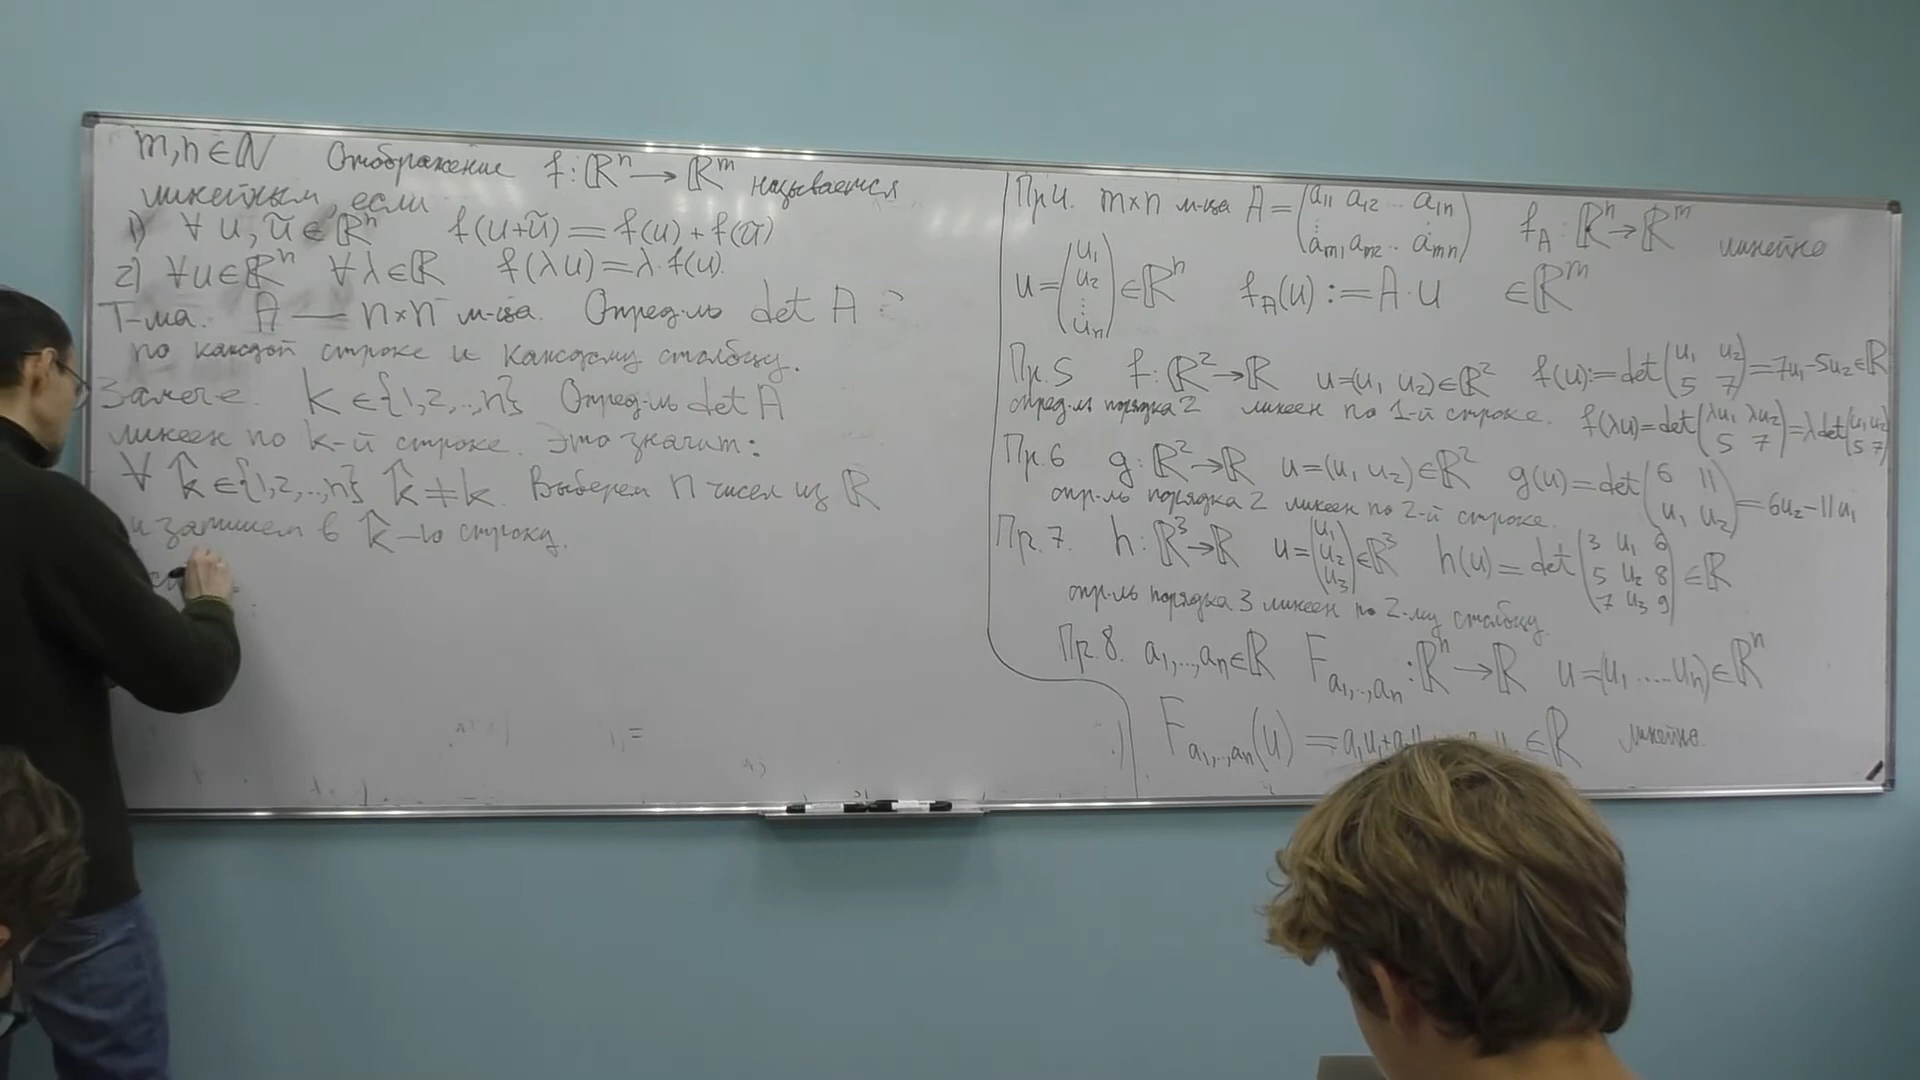 m,n∈ℕ Отображение f: ℝⁿ → ℝᵐ называется
линейным, если
1) ∀ u, ũ ∈ ℝⁿ f(u+ũ) = f(u) + f(ũ)
2) ∀u∈ℝⁿ ∀λ∈ℝ f(λu)=λ·f(u).
Т-ма. A — n×n м-ца. Опред-ль det A
по каждой строке и каждому столбцу.
k ∈ {1,2,..,n} Опред-ль det A
линеен по k-й строке. Это значит:
∀ k̂ ∈{1,2,..,n} k̂ ≠ k. Выберем n чисел из ℝ
и запишем в k̂-ю строку.
Пр.4. m×n м-ца A = (a₁₁ a₁₂ ... a₁ₙ ⋮ aₘ₁ aₘ₂ ... aₘₙ) f_A : ℝⁿ → ℝᵐ линейно
u = (u₁ u₂ ⋮ uₙ) ∈ ℝⁿ f_A(u) := A·u ∈ℝᵐ
Пр.5 f: ℝ² → ℝ u=(u₁ u₂)∈ℝ² f(u):=det(u₁ u₂ 5 7)=7u₁-5u₂∈ℝ
опред-ль порядка 2 линеен по 1-й строке. f(λu)=det(λu₁ λu₂ 5 7)=λdet(u₁ u₂ 5 7)
Пр.6 g: ℝ² → ℝ u=(u₁ u₂)∈ℝ² g(u)=det(6 11 u₁ u₂)=6u₂-11u₁
опр-ль порядка 2 линеен по 2-й строке.
Пр.7. h: ℝ³ → ℝ u=(u₁ u₂ u₃)∈ℝ³ h(u)=det(3 u₁ 6 5 u₂ 8 7 u₃ 9) ∈ℝ
опр-ль порядка 3 линеен по 2-му столбцу.
Пр.8. a₁,...,aₙ∈ℝ F_{a₁,..,aₙ}: ℝⁿ → ℝ u=(u₁ ..... uₙ)∈ℝⁿ
F_{a₁,..,aₙ}(u) = a₁u₁+ ∈ℝ линейно.